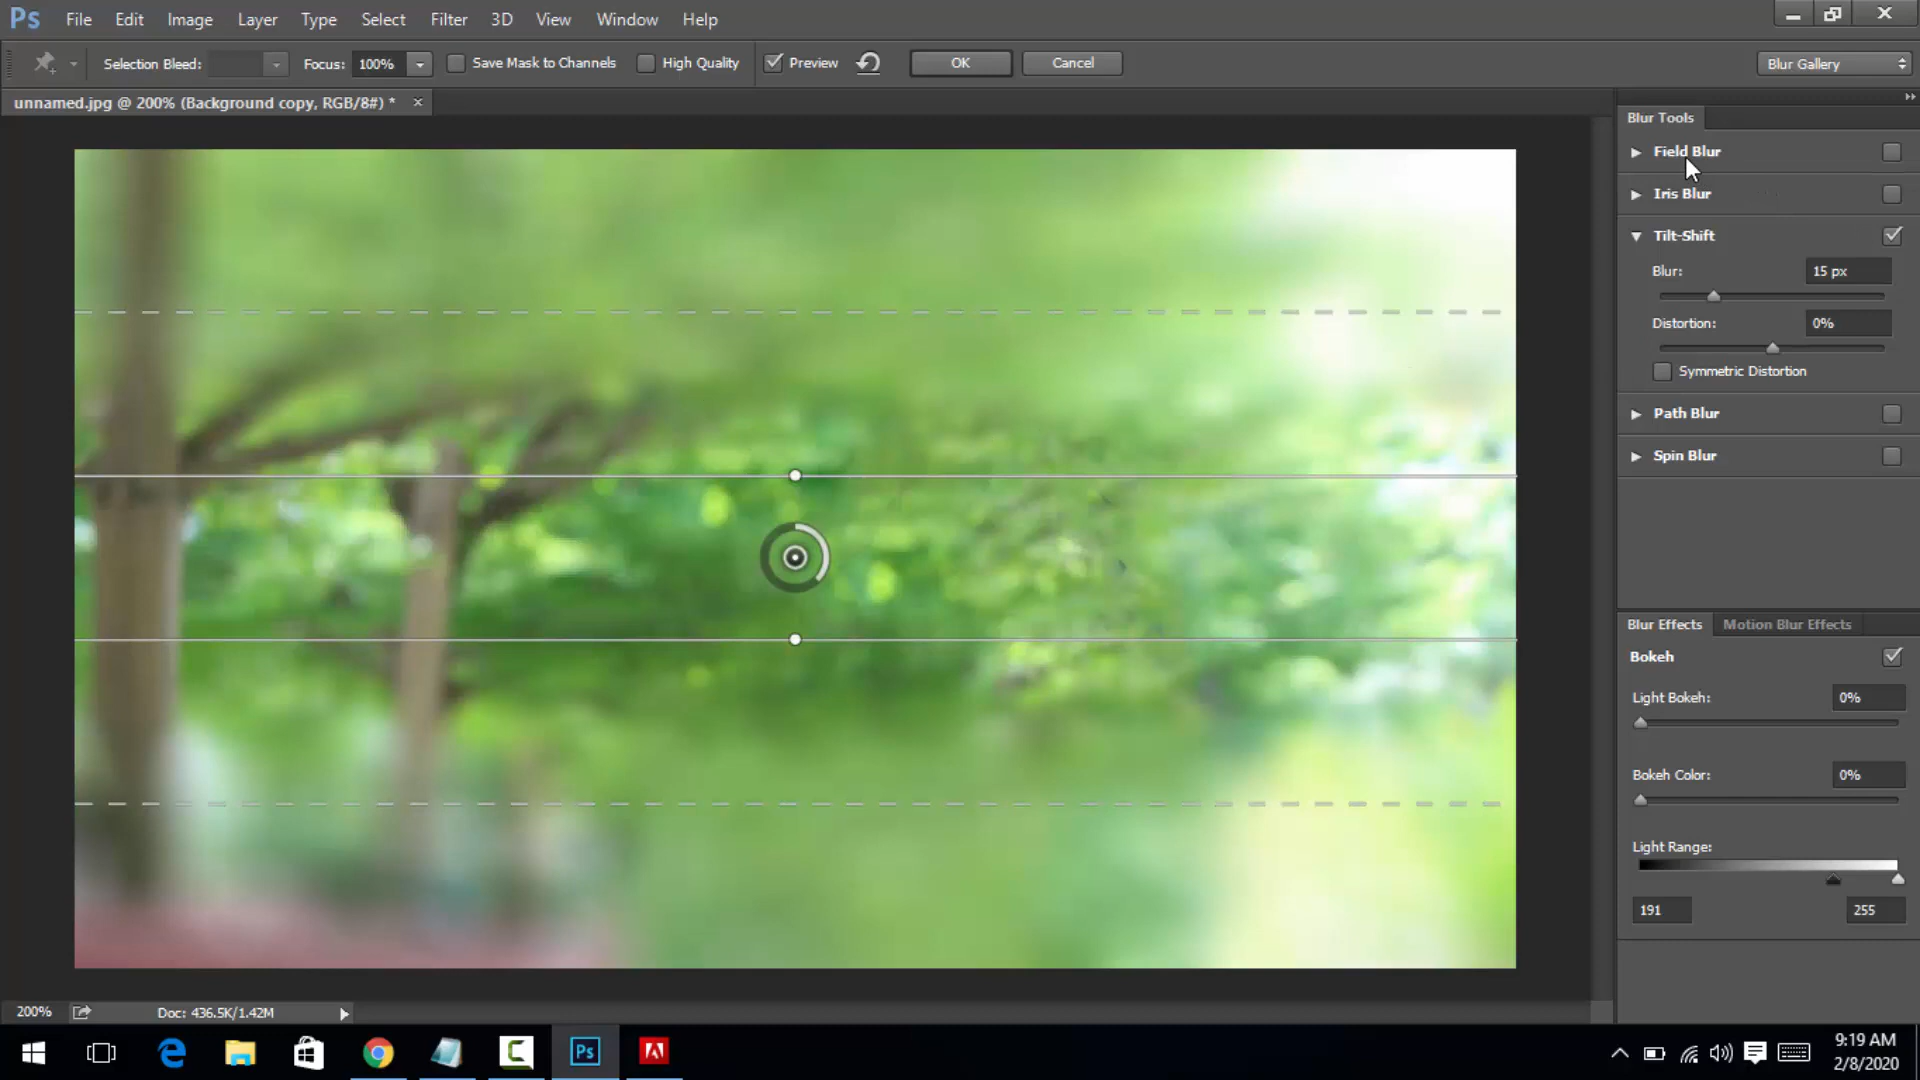 Ps File Edit Image Layer Type Select Filter 3D View Window Help
Selection Bleed: Focus: 100% Save Mask to Channels High Quality Preview OK Cancel Blur Gallery
unnamed.jpg @ 200% (Background copy, RGB/8#) *
Blur Tools
Field Blur
Iris Blur
Tilt-Shift
Blur: 15 px
Distortion: 0%
Symmetric Distortion
Path Blur
Spin Blur
Blur Effects Motion Blur Effects
Bokeh
Light Bokeh: 0%
Bokeh Color: 0%
Light Range:
191 255
200% Doc: 436.5K/1.42M
Ps
9:19 AM
2/8/2020